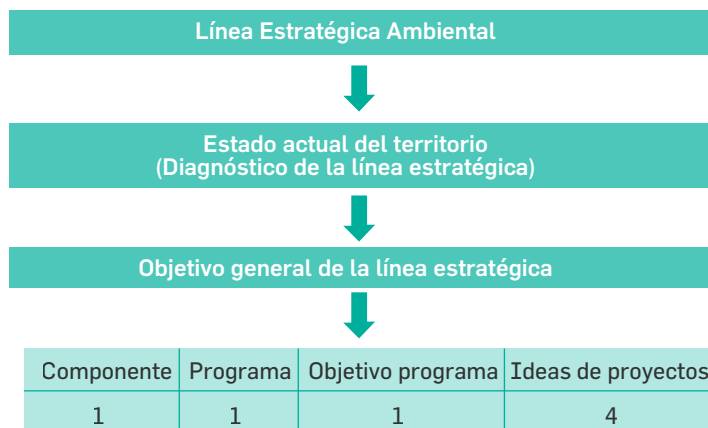 Línea Estratégica Ambiental
Estado actual del territorio
(Diagnóstico de la línea estratégica)
Objetivo general de la línea estratégica
Componente Programa Objetivo programa Ideas de proyectos
1 1 1 4